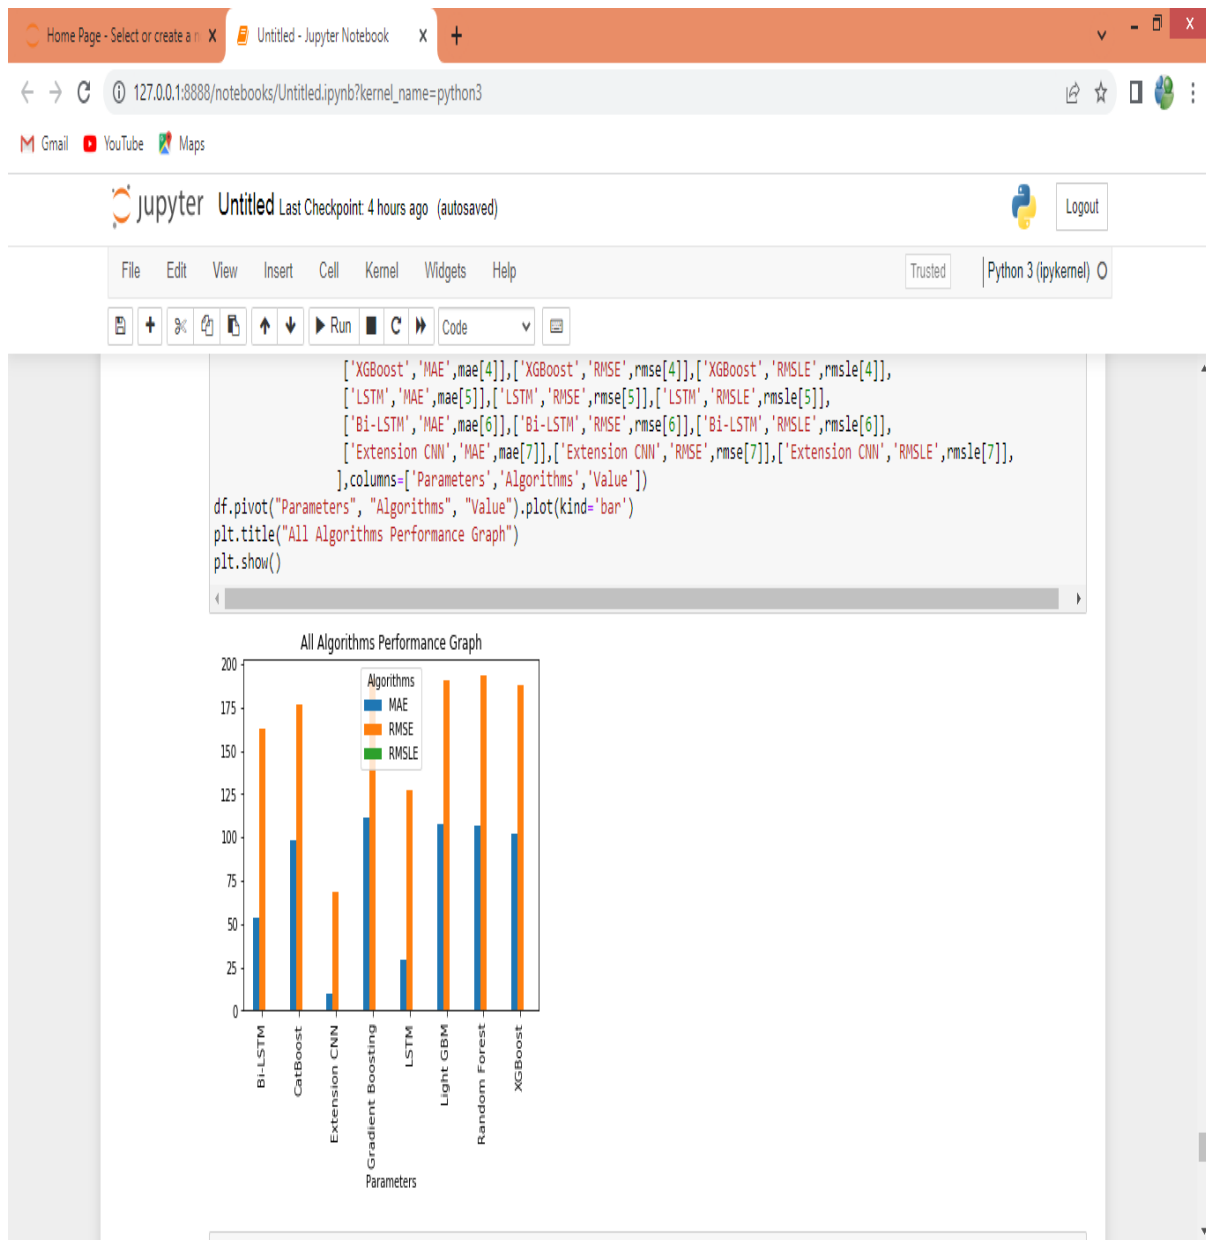 Home Page - Select or create a n
Untitled - Jupyter Notebook
127.0.0.1:8888/notebooks/Untitled.ipynb?kernel_name=python3
Gmail YouTube Maps
jupyter Untitled Last Checkpoint: 4 hours ago (autosaved)
Logout
File Edit View Insert Cell Kernel Widgets Help
Trusted
Python 3 (ipykernel)
Run
Code
['XGBoost','MAE',mae[4]],['XGBoost','RMSE',rmse[4]],['XGBoost','RMSLE',rmsle[4]],
['LSTM','MAE',mae[5]],['LSTM','RMSE',rmse[5]],['LSTM','RMSLE',rmsle[5]],
['Bi-LSTM','MAE',mae[6]],['Bi-LSTM','RMSE',rmse[6]],['Bi-LSTM','RMSLE',rmsle[6]],
['Extension CNN','MAE',mae[7]],['Extension CNN','RMSE',rmse[7]],['Extension CNN','RMSLE',rmsle[7]],
],columns=['Parameters','Algorithms','Value'])
df.pivot("Parameters", "Algorithms", "Value").plot(kind='bar')
plt.title("All Algorithms Performance Graph")
plt.show()
All Algorithms Performance Graph
Algorithms
MAE
RMSE
RMSLE
200
175
150
125
100
75
50
25
0
Bi-LSTM
CatBoost
Extension CNN
Gradient Boosting
LSTM
Light GBM
Random Forest
XGBoost
Parameters